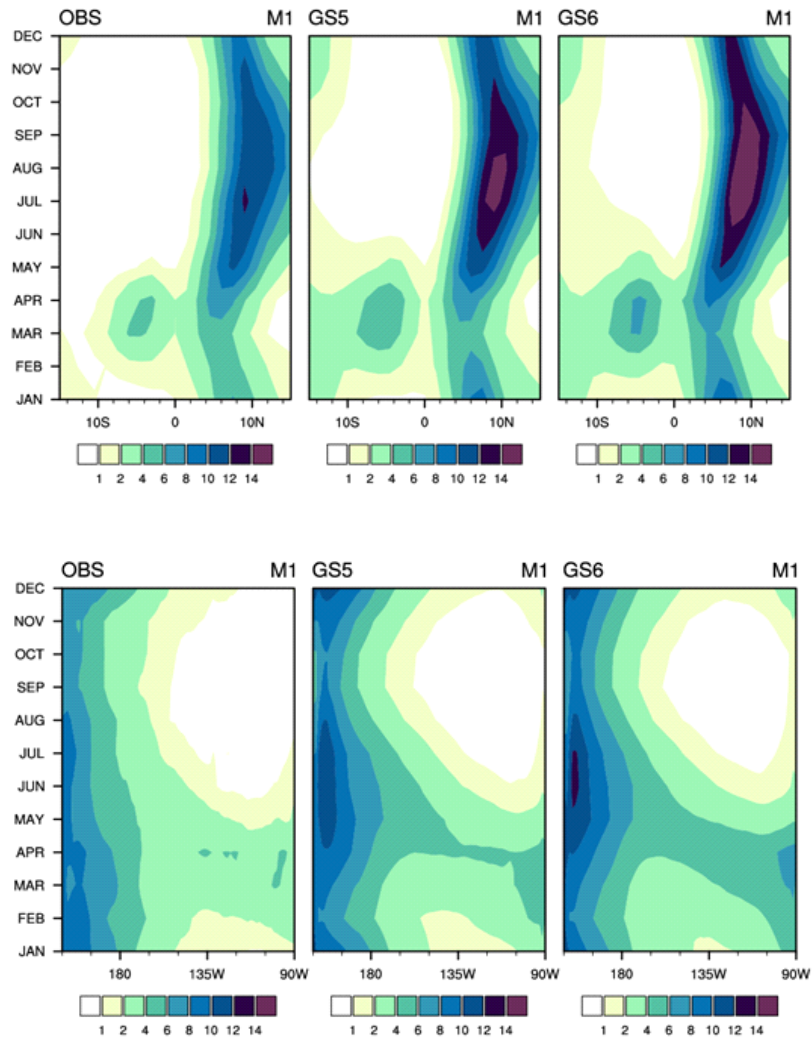 OBS M1 GS5 M1 GS6 M1
DEC
NOV
OCT
SEP
AUG
JUL
JUN
MAY
APR
MAR
FEB
JAN
10S 0 10N 10S 0 10N 10S 0 10N
1 2 4 6 8 10 12 14 1 2 4 6 8 10 12 14 1 2 4 6 8 10 12 14
OBS M1 GS5 M1 GS6 M1
DEC
NOV
OCT
SEP
AUG
JUL
JUN
MAY
APR
MAR
FEB
JAN
180 135W 90W 180 135W 90W 180 135W 90W
1 2 4 6 8 10 12 14 1 2 4 6 8 10 12 14 1 2 4 6 8 10 12 14